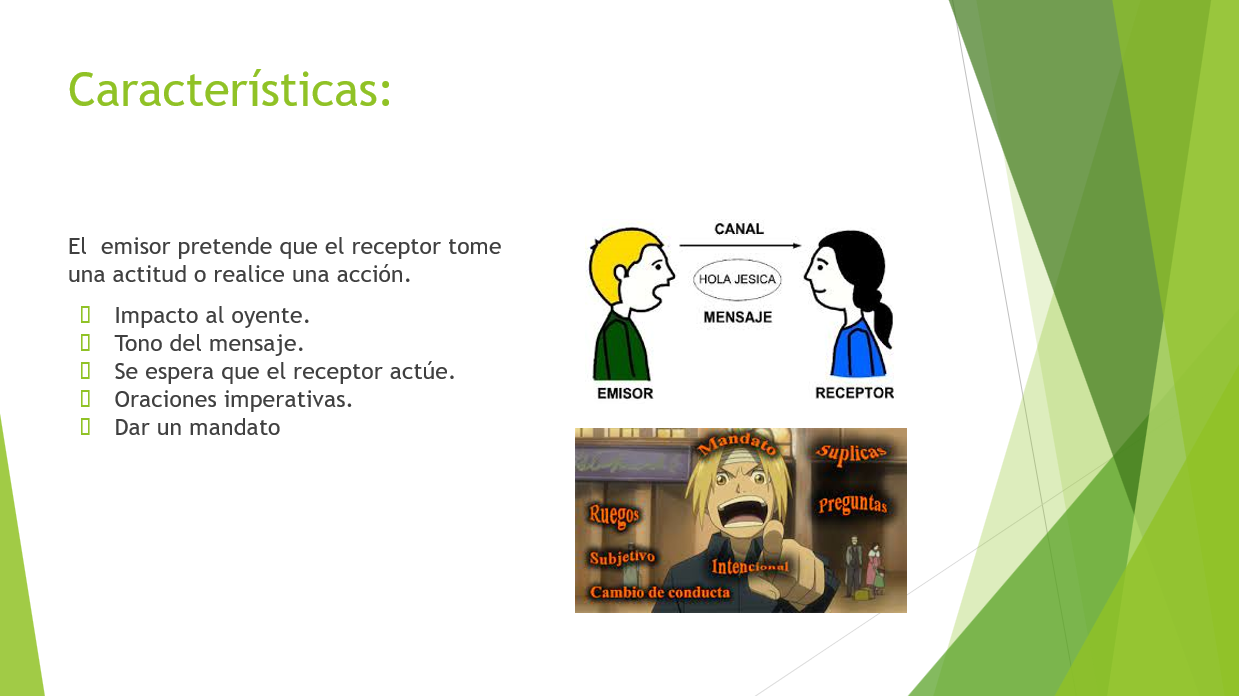 Características:
El  emisor pretende que el receptor tome
una actitud o realice una acción.
Impacto al oyente.
Tono del mensaje.
Se espera que el receptor actúe.
Oraciones imperativas.
Dar un mandato
CANAL
HOLA JESICA
MENSAJE
EMISOR
RECEPTOR
Mandato
Suplicas
Preguntas
Ruegos
Subjetivo
Intencional
Cambio de conducta